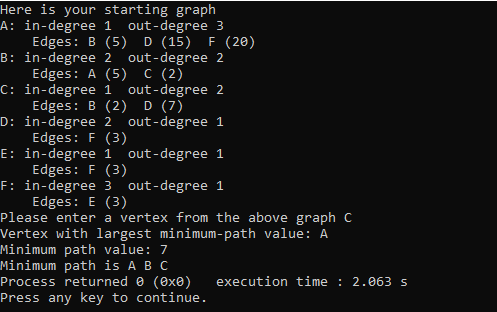 Here is your starting graph
A: in-degree 1  out-degree 3
    Edges: B (5)  D (15)  F (20)
B: in-degree 2  out-degree 2
    Edges: A (5)  C (2)
C: in-degree 1  out-degree 2
    Edges: B (2)  D (7)
D: in-degree 2  out-degree 1
    Edges: F (3)
E: in-degree 1  out-degree 1
    Edges: F (3)
F: in-degree 3  out-degree 1
    Edges: E (3)
Please enter a vertex from the above graph C
Vertex with largest minimum-path value: A
Minimum path value: 7
Minimum path is A B C
Process returned 0 (0x0)   execution time : 2.063 s
Press any key to continue.